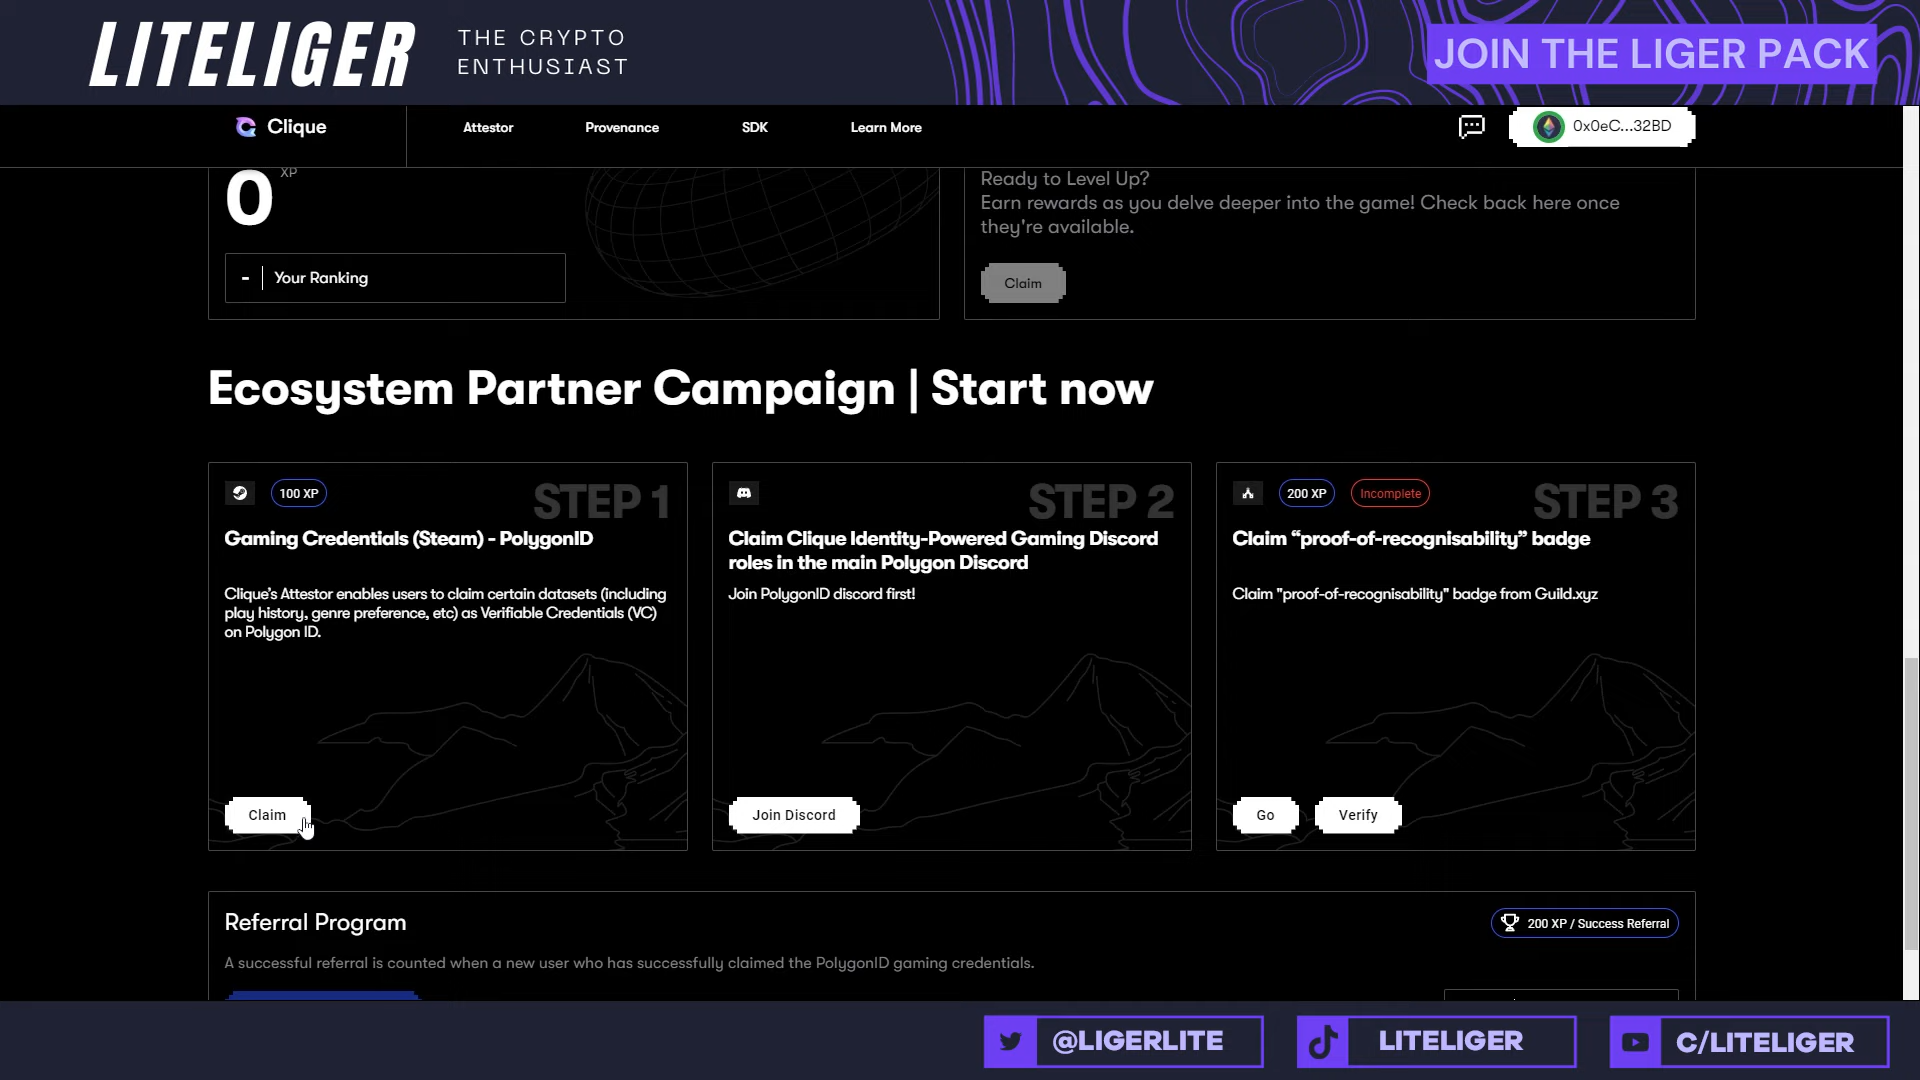 LITELIGER
THE CRYPTO
ENTHUSIAST
JOIN THE LIGER PACK
Clique
Attestor
Provenance
SDK
Learn More
0x0eC...32BD
0
XP
- | Your Ranking
Ready to Level Up?
Earn rewards as you delve deeper into the game! Check back here once
they're available.
Claim
Ecosystem Partner Campaign | Start now
100 XP
STEP 1
Gaming Credentials (Steam) - PolygonID
Clique's Attestor enables users to claim certain datasets (including
play history, genre preference, etc) as Verifiable Credentials (VC)
on Polygon ID.
Claim
STEP 2
Claim Clique Identity-Powered Gaming Discord
roles in the main Polygon Discord
Join PolygonID discord first!
Join Discord
200 XP
Incomplete
STEP 3
Claim “proof-of-recognisability” badge
Claim "proof-of-recognisability" badge from Guild.xyz
Go
Verify
Referral Program
200 XP / Success Referral
A successful referral is counted when a new user who has successfully claimed the PolygonID gaming credentials.
@LIGERLITE
LITELIGER
C/LITELIGER